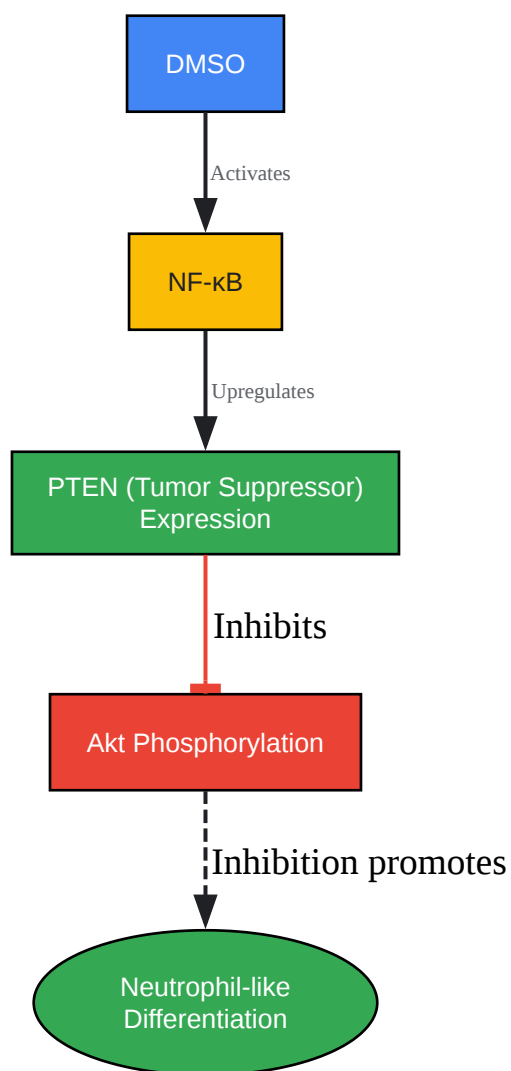 DMSO
Activates
NF-κB
Upregulates
PTEN (Tumor Suppressor)
Expression
Inhibits
Akt Phosphorylation
Inhibition promotes
Neutrophil-like
Differentiation